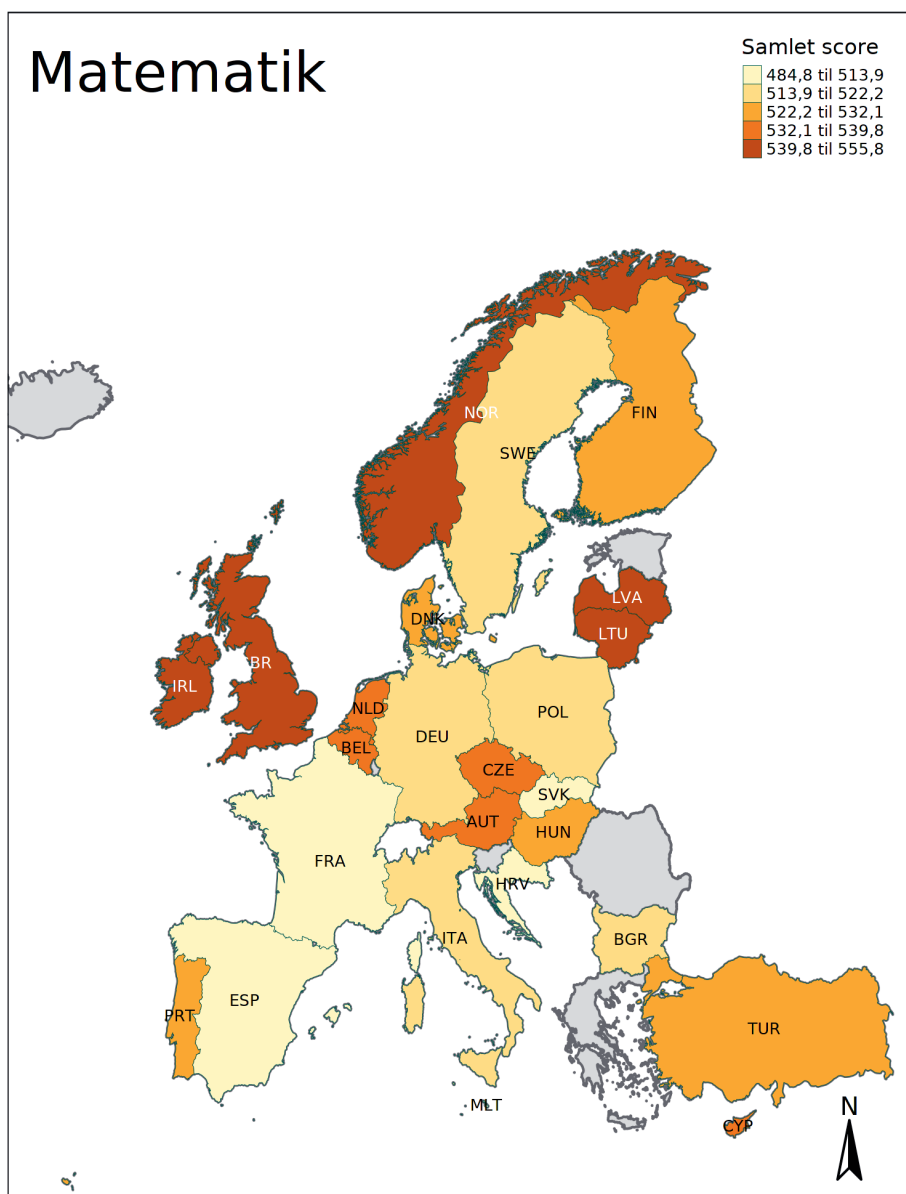 Matematik
Samlet score
484,8 til 513,9
513,9 til 522,2
522,2 til 532,1
532,1 til 539,8
539,8 til 555,8
NOR
FIN
SWE
LVA
DNK
LTU
BR
IRL
NLD
POL
DEU
BEL
CZE
SVK
AUT
HUN
FRA
HRV
ITA
BGR
ESP
PRT
TUR
MLT
N
CYP